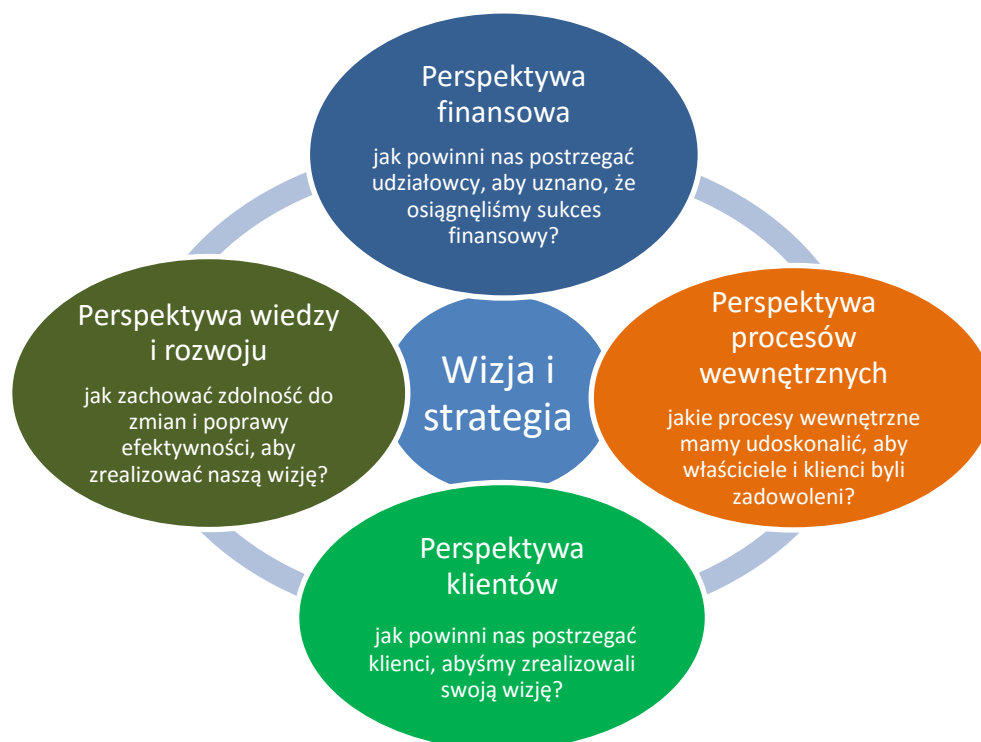 Perspektywa
finansowa
jak powinni nas postrzegać
udziałowcy, aby uznano, że
osiągnęliśmy sukces
finansowy?
Perspektywa wiedzy
i rozwoju
jak zachować zdolność do
zmian i poprawy
efektywności, aby
zrealizować naszą wizję?
Wizja i
strategia
Perspektywa
procesów
wewnętrznych
jakie procesy wewnętrzne
mamy udoskonalić, aby
właściciele i klienci byli
zadowoleni?
Perspektywa
klientów
jak powinni nas postrzegać
klienci, abyśmy zrealizowali
swoją wizję?